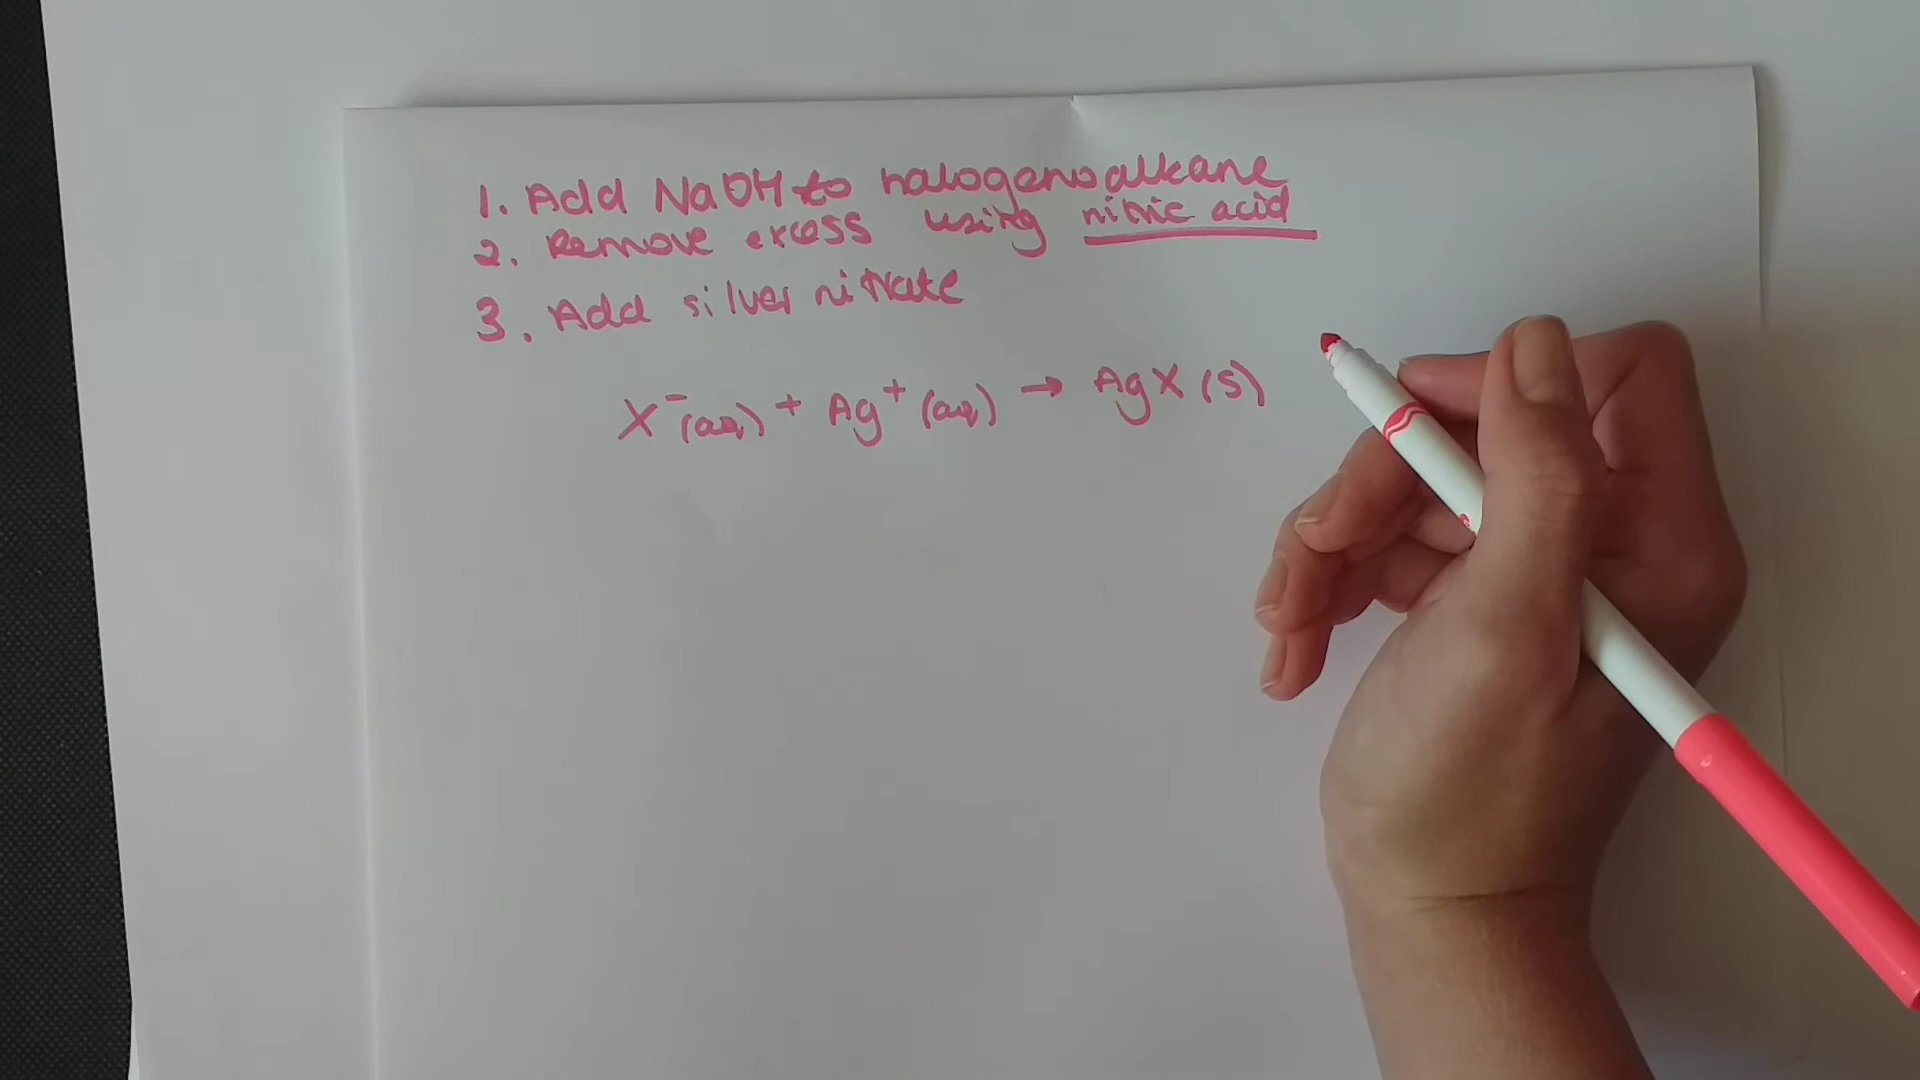 1. Add NaOH to halogenoalkane
2. Remove excess using nitric acid
3. Add silver nitrate
X⁻(aq) + Ag⁺(aq) → AgX(s)